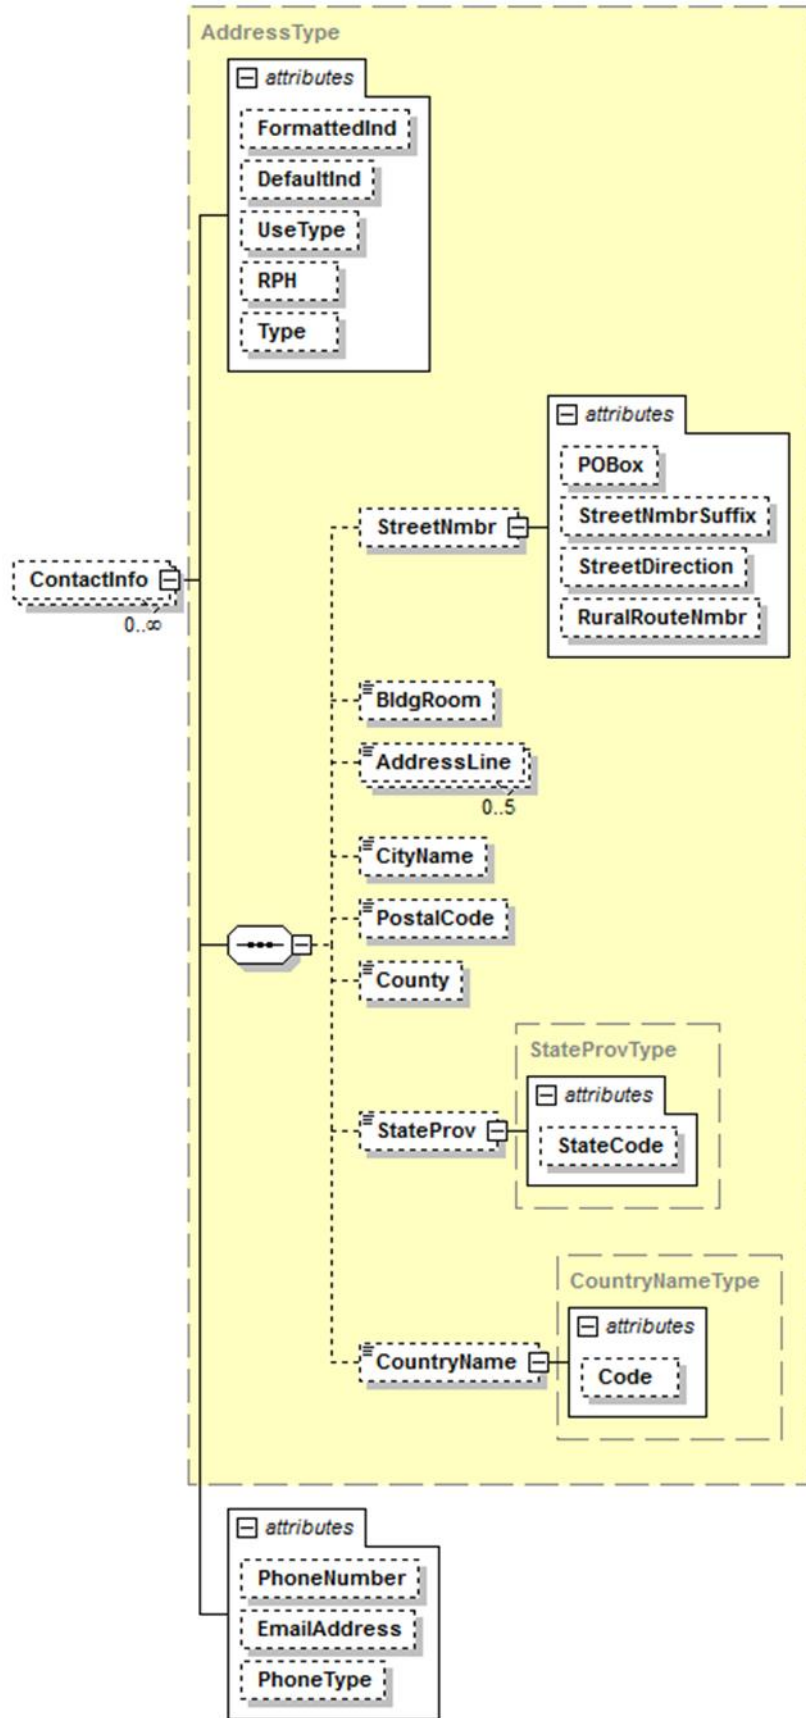 AddressType
attributes
FormattedInd
DefaultInd
UseType
RPH
Type
attributes
POBox
StreetNmbrSuffix
StreetDirection
RuralRouteNmbr
StreetNmbr
ContactInfo
0..∞
BldgRoom
AddressLine
0..5
CityName
PostalCode
County
StateProvType
attributes
StateProv
StateCode
CountryNameType
attributes
CountryName
Code
attributes
PhoneNumber
EmailAddress
PhoneType